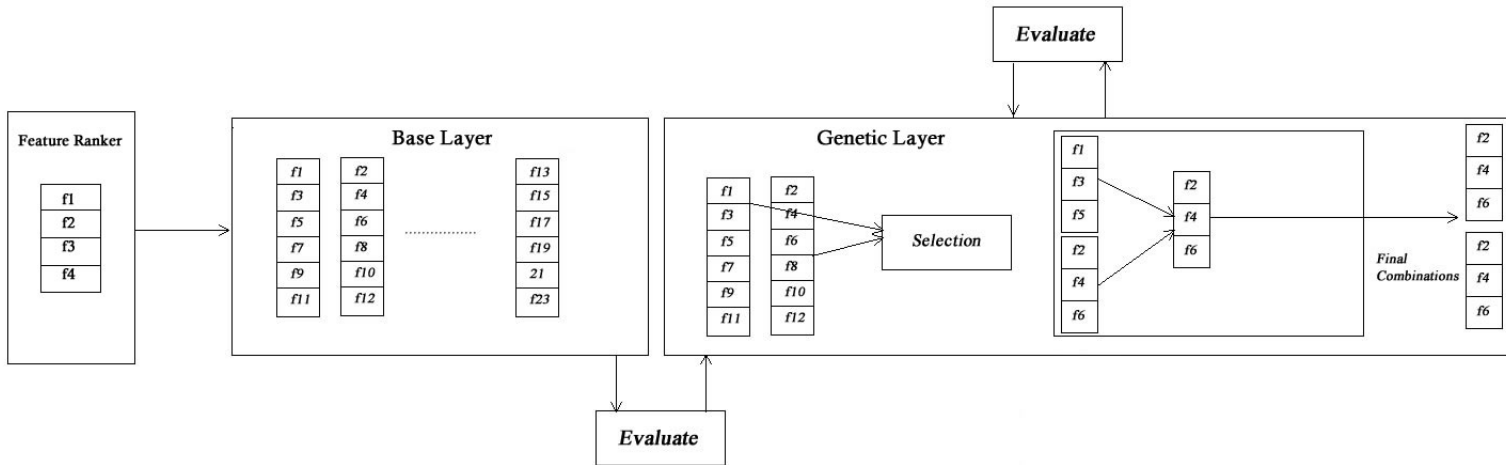 Evaluate
Feature Ranker
f1
f2
f3
f4
Base Layer
f1
f3
f5
f7
f9
f11
f2
f4
f6
f8
f10
f12
..................
f13
f15
f17
f19
21
f23
Evaluate
Genetic Layer
f1
f3
f5
f7
f9
f11
f2
f4
f6
f8
f10
f12
Selection
f1
f3
f5
f2
f4
f6
f2
f4
f6
Final
Combinations
f2
f4
f6
f2
f4
f6